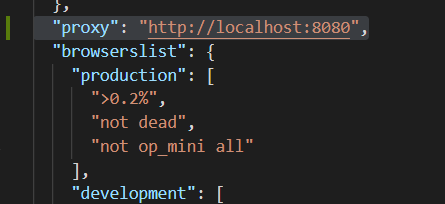 },
"proxy": "http://localhost:8080",
"browserslist": {
"production": [
">0.2%",
"not dead",
"not op_mini all"
],
"development": [